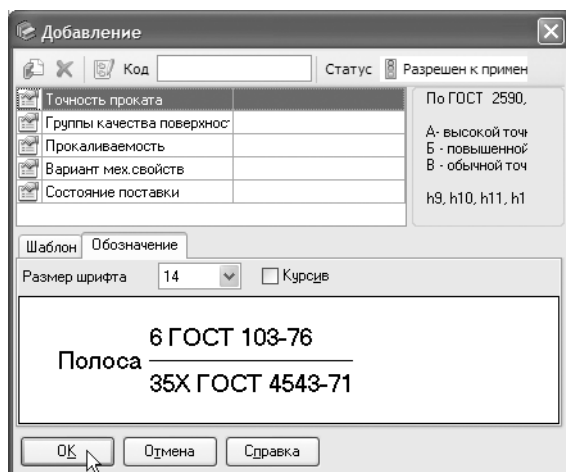 Добавление
Код Статус Разрешен к примен
Точность проката
Группы качества поверхнос
Прокаливаемость
Вариант мех.свойств
Состояние поставки
По ГОСТ 2590,
А- высокой точн
Б - повышенной
В - обычной точ
h9, h10, h11, h1
Шаблон Обозначение
Размер шрифта 14 Курсив
6 ГОСТ 103-76
Полоса
35Х ГОСТ 4543-71
ОК Отмена Справка